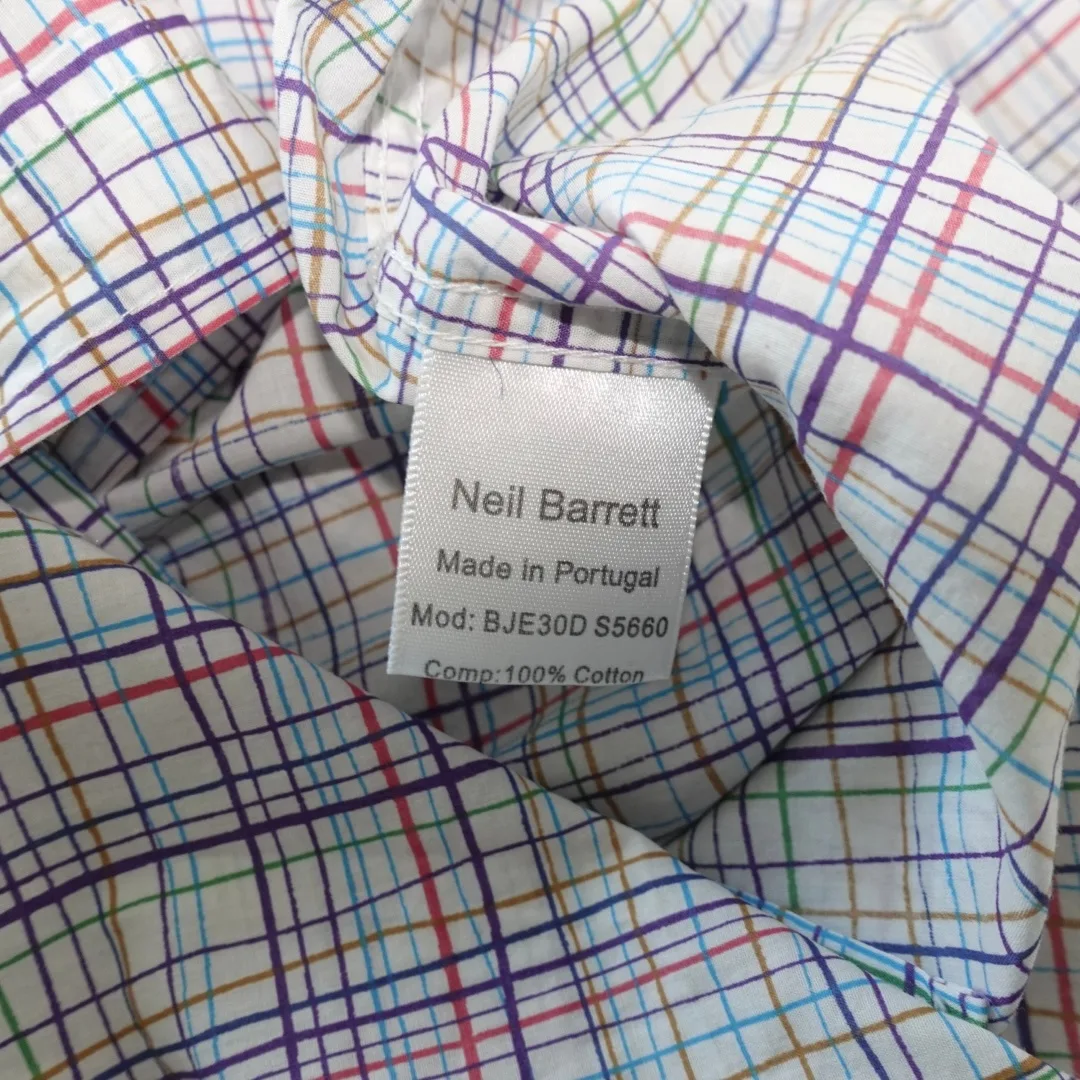 Neil Barrett
Made in Portugal
Mod: BJE30D S5660
Comp:100% Cotton